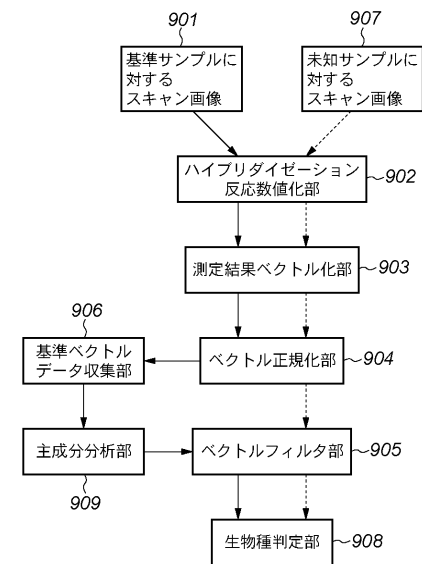 901
907
基準サンプルに
対する
スキャン画像
未知サンプルに
対する
スキャン画像
ハイブリダイゼーション
反応数値化部
902
測定結果ベクトル化部
903
906
基準ベクトル
データ収集部
ベクトル正規化部
904
主成分分析部
ベクトルフィルタ部
905
909
生物種判定部
908